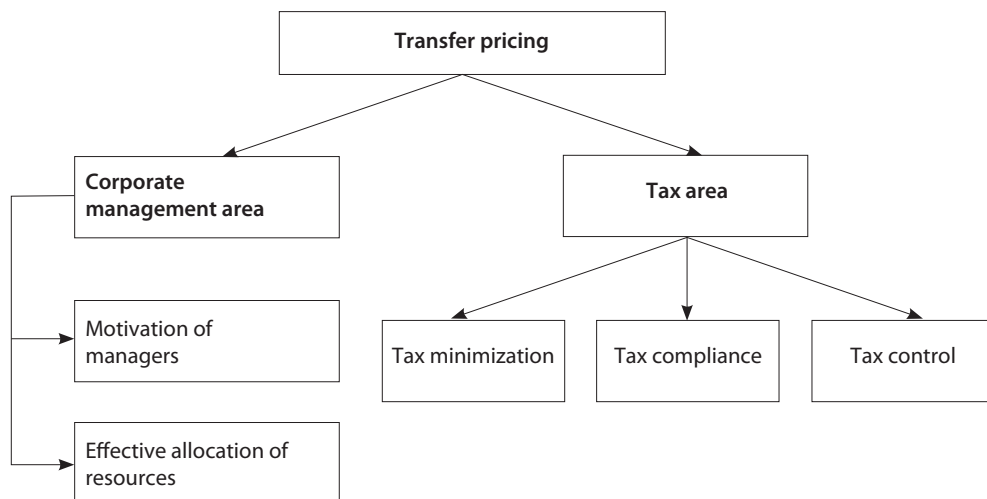 Transfer pricing
Corporate
management area
Tax area
Motivation of
managers
Tax minimization
Tax compliance
Tax control
Effective allocation of
resources